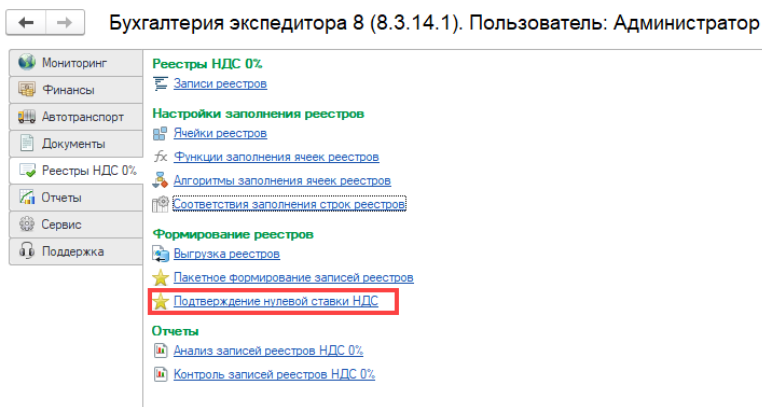 Бухгалтерия экспедитора 8 (8.3.14.1). Пользователь: Администратор
Мониторинг
Финансы
Автотранспорт
Документы
Реестры НДС 0%
Отчеты
Сервис
Поддержка
Реестры НДС 0%
Записи реестров
Настройки заполнения реестров
Ячейки реестров
fx Функции заполнения ячеек реестров
Алгоритмы заполнения ячеек реестров
Соответствия заполнения строк реестров
Формирование реестров
Выгрузка реестров
Пакетное формирование записей реестров
Подтверждение нулевой ставки НДС
Отчеты
Анализ записей реестров НДС 0%
Контроль записей реестров НДС 0%